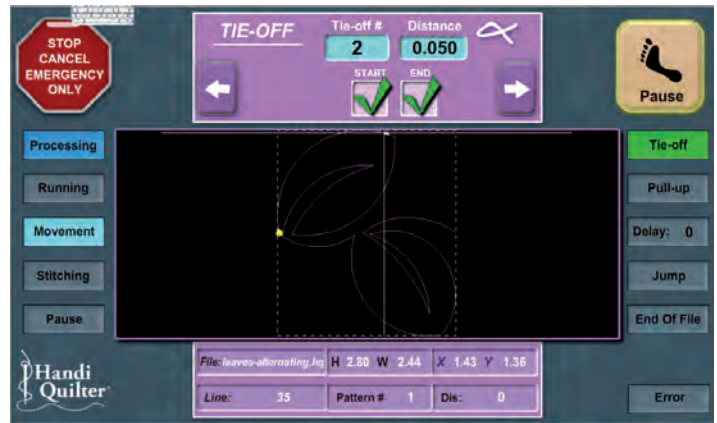 STOP
CANCEL
EMERGENCY
ONLY
TIE-OFF
Tie-off #
2
Distance
0.050
START
END
Pause
Processing
Running
Movement
Stitching
Pause
Tie-off
Pull-up
Delay: 0
Jump
End Of File
File: leaves-alternating.hq H 2.80 W 2.44 X 1.43 Y 1.36
Line: 35 Pattern # 1 Dis: 0
Handi
Quilter
Error